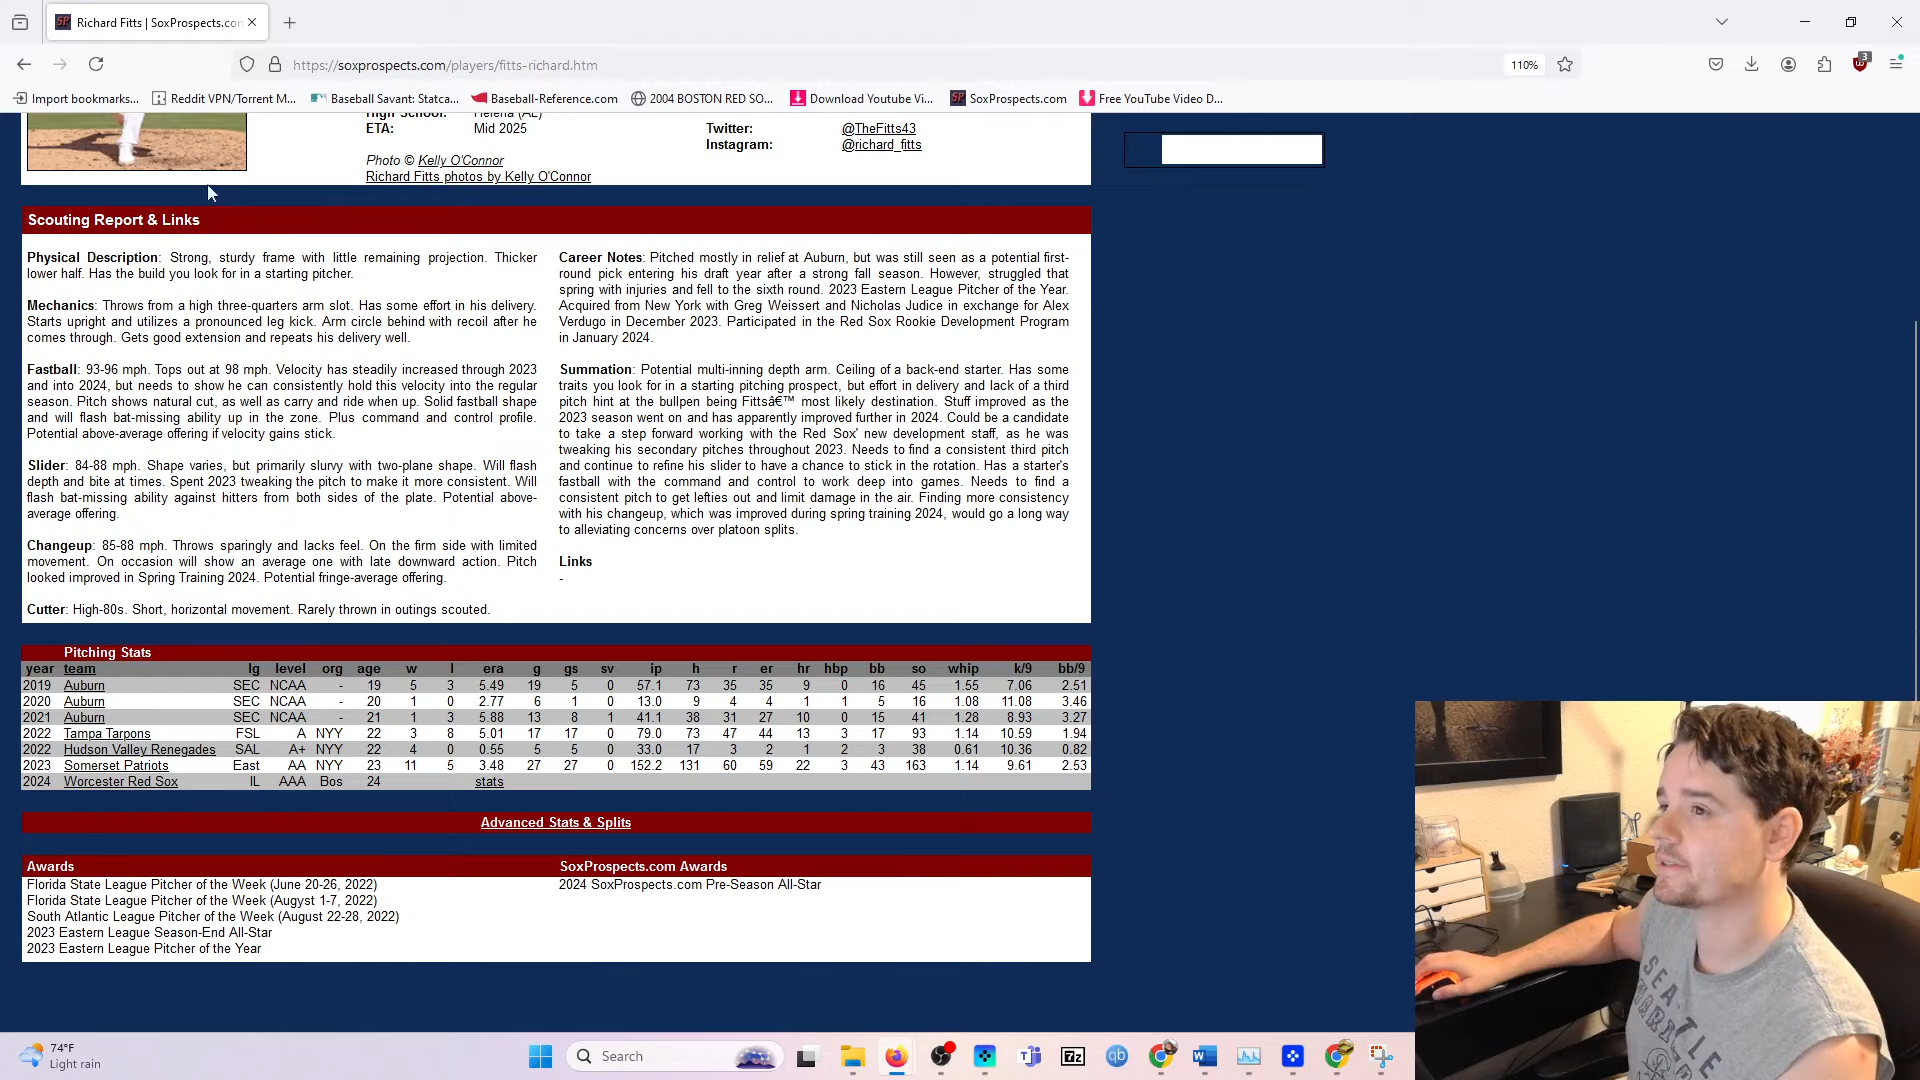 Richard Fitts | SoxProspects.com
https://soxprospects.com/players/fitts-richard.htm
110%
3
Import bookmarks...
Reddit VPN/Torrent M...
Baseball Savant: Statca...
Baseball-Reference.com
2004 BOSTON RED SO...
Download Youtube Vi...
SoxProspects.com
Free YouTube Video D...
High School: Helena (AL)
ETA: Mid 2025
Twitter: @TheFitts43
Instagram: @richard_fitts
Photo © Kelly O'Connor
Richard Fitts photos by Kelly O'Connor
Scouting Report & Links
Physical Description: Strong, sturdy frame with little remaining projection. Thicker
lower half. Has the build you look for in a starting pitcher.
Mechanics: Throws from a high three-quarters arm slot. Has some effort in his delivery.
Starts upright and utilizes a pronounced leg kick. Arm circle behind with recoil after he
comes through. Gets good extension and repeats his delivery well.
Fastball: 93-96 mph. Tops out at 98 mph. Velocity has steadily increased through 2023
and into 2024, but needs to show he can consistently hold this velocity into the regular
season. Pitch shows natural cut, as well as carry and ride when up. Solid fastball shape
and will flash bat-missing ability up in the zone. Plus command and control profile.
Potential above-average offering if velocity gains stick.
Slider: 84-88 mph. Shape varies, but primarily slurvy with two-plane shape. Will flash
depth and bite at times. Spent 2023 tweaking the pitch to make it more consistent. Will
flash bat-missing ability against hitters from both sides of the plate. Potential above-
average offering.
Changeup: 85-88 mph. Throws sparingly and lacks feel. On the firm side with limited
movement. On occasion will show an average one with late downward action. Pitch
looked improved in Spring Training 2024. Potential fringe-average offering.
Cutter: High-80s. Short, horizontal movement. Rarely thrown in outings scouted.
Career Notes: Pitched mostly in relief at Auburn, but was still seen as a potential first-
round pick entering his draft year after a strong fall season. However, struggled that
spring with injuries and fell to the sixth round. 2023 Eastern League Pitcher of the Year.
Acquired from New York with Greg Weissert and Nicholas Judice in exchange for Alex
Verdugo in December 2023. Participated in the Red Sox Rookie Development Program
in January 2024.
Summation: Potential multi-inning depth arm. Ceiling of a back-end starter. Has some
traits you look for in a starting pitching prospect, but effort in delivery and lack of a third
pitch hint at the bullpen being Fittsâ€™ most likely destination. Stuff improved as the
2023 season went on and has apparently improved further in 2024. Could be a candidate
to take a step forward working with the Red Sox' new development staff, as he was
tweaking his secondary pitches throughout 2023. Needs to find a consistent third pitch
and continue to refine his slider to have a chance to stick in the rotation. Has a starter's
fastball with the command and control to work deep into games. Needs to find a
consistent pitch to get lefties out and limit damage in the air. Finding more consistency
with his changeup, which was improved during spring training 2024, would go a long way
to alleviating concerns over platoon splits.
Links
-
Pitching Stats
year team lg level org age w l era g gs sv ip h r er hr hbp bb so whip k/9 bb/9
2019 Auburn SEC NCAA - 19 5 3 5.49 19 5 0 57.1 73 35 35 9 0 16 45 1.55 7.06 2.51
2020 Auburn SEC NCAA - 20 1 0 2.77 6 1 0 13.0 9 4 4 1 1 5 16 1.08 11.08 3.46
2021 Auburn SEC NCAA - 21 1 3 5.88 13 8 1 41.1 38 31 27 10 0 15 41 1.28 8.93 3.27
2022 Tampa Tarpons FSL A NYY 22 3 8 5.01 17 17 0 79.0 73 47 44 13 3 17 93 1.14 10.59 1.94
2022 Hudson Valley Renegades SAL A+ NYY 22 4 0 0.55 5 5 0 33.0 17 3 2 1 2 3 38 0.61 10.36 0.82
2023 Somerset Patriots East AA NYY 23 11 5 3.48 27 27 0 152.2 131 60 59 22 3 43 163 1.14 9.61 2.53
2024 Worcester Red Sox IL AAA Bos 24 stats
Advanced Stats & Splits
Awards
Florida State League Pitcher of the Week (June 20-26, 2022)
Florida State League Pitcher of the Week (Augyst 1-7, 2022)
South Atlantic League Pitcher of the Week (August 22-28, 2022)
2023 Eastern League Season-End All-Star
2023 Eastern League Pitcher of the Year
SoxProspects.com Awards
2024 SoxProspects.com Pre-Season All-Star
SEATTLE
74°F
Light rain
Search
7z
qb